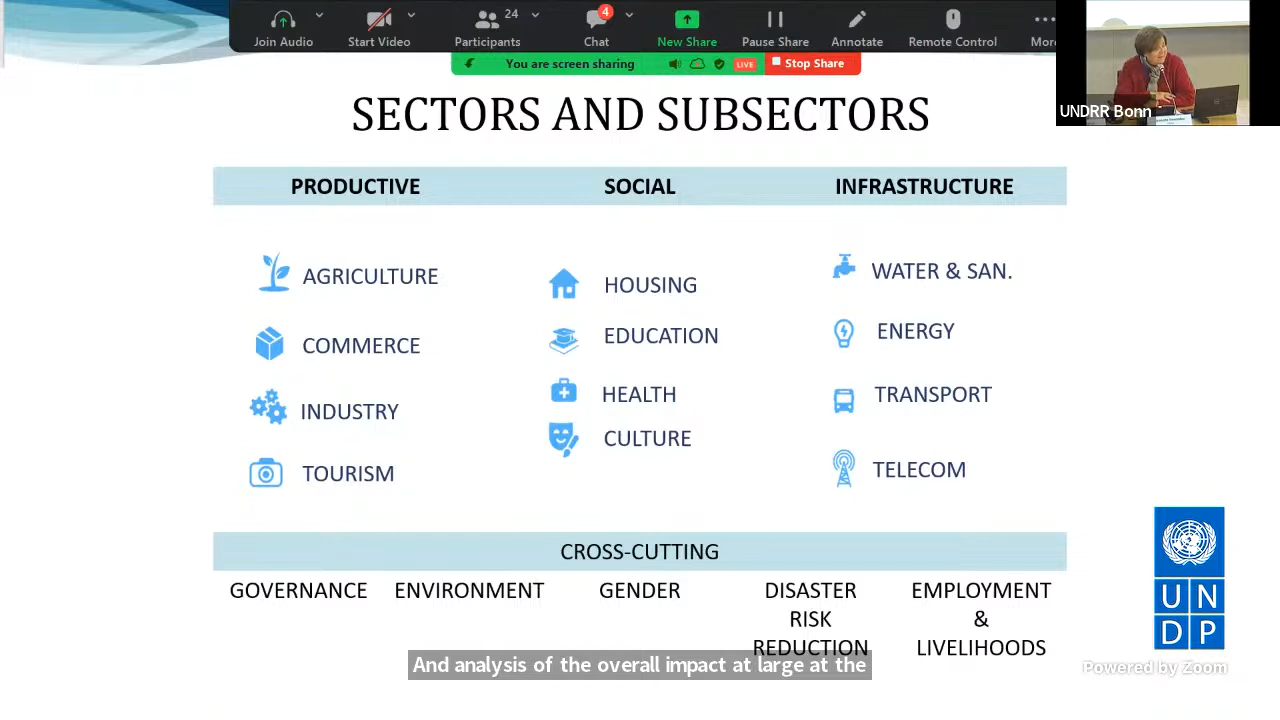 Join Audio
Start Video
Participants
24
Chat
4
New Share
Pause Share
Annotate
Remote Control
More
You are screen sharing
LIVE
Stop Share
UNDRR Bonn
SECTORS AND SUBSECTORS
PRODUCTIVE SOCIAL INFRASTRUCTURE
AGRICULTURE
COMMERCE
INDUSTRY
TOURISM
HOUSING
EDUCATION
HEALTH
CULTURE
WATER & SAN.
ENERGY
TRANSPORT
TELECOM
CROSS-CUTTING
GOVERNANCE
ENVIRONMENT
GENDER
DISASTER
RISK
REDUCTION
EMPLOYMENT
&
LIVELIHOODS
U N
D P
And analysis of the overall impact at large at the
Powered by Zoom